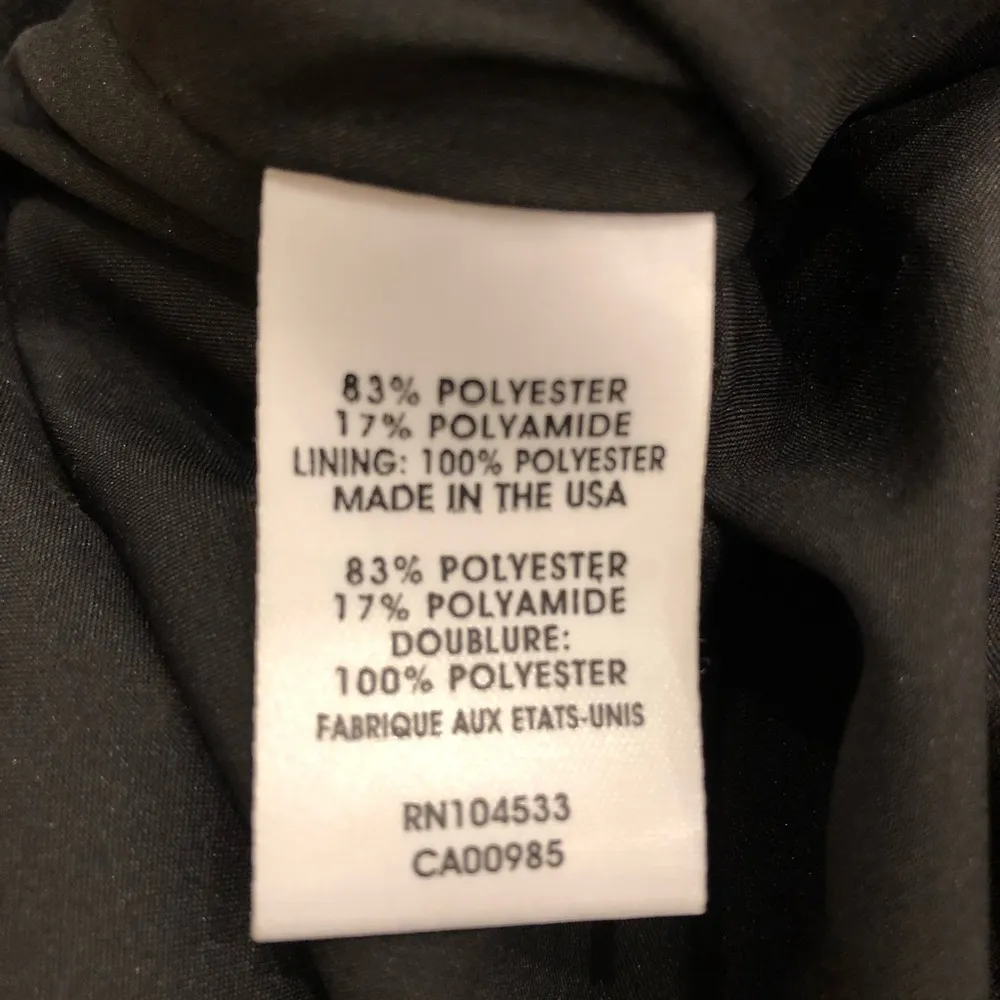 83% POLYESTER
17% POLYAMIDE
LINING: 100% POLYESTER
MADE IN THE USA
83% POLYESTER
17% POLYAMIDE
DOUBLURE:
100% POLYESTER
FABRIQUE AUX ETATS-UNIS
RN104533
CA00985